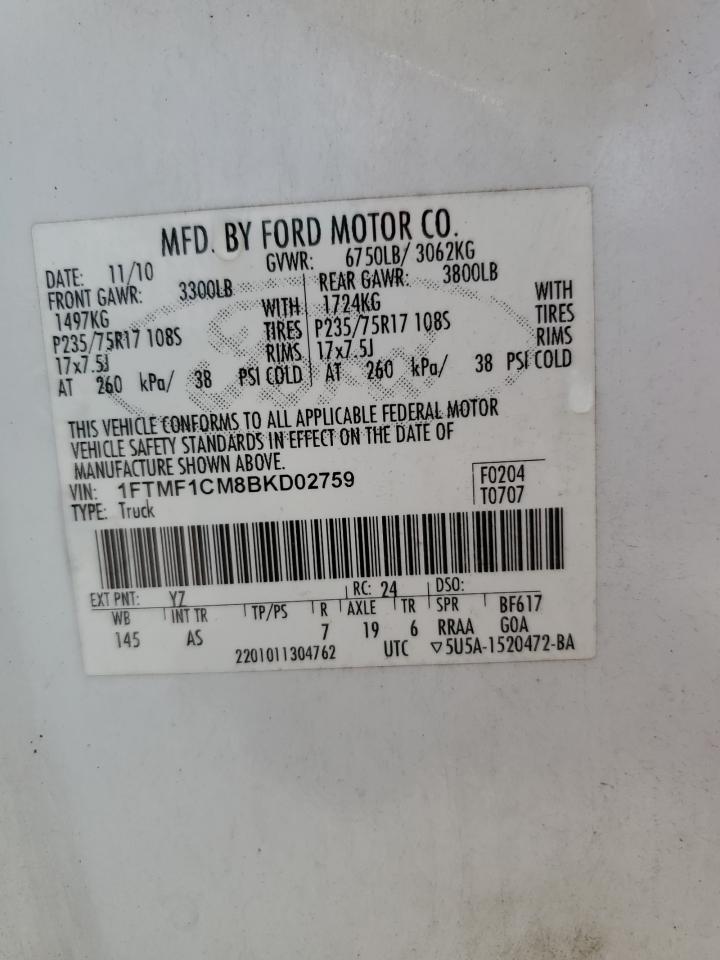 MFD. BY FORD MOTOR CO.
DATE: 11/10 GVWR: 6750LB/ 3062KG
FRONT GAWR: 3300LB REAR GAWR: 3800LB
1497KG WITH 1724KG WITH
P235/75R17 108S TIRES P235/75R17 108S TIRES
17x7.5J RIMS 17x7.5J RIMS
AT 260 kPa/ 38 PSI COLD AT 260 kPa/ 38 PSI COLD
THIS VEHICLE CONFORMS TO ALL APPLICABLE FEDERAL MOTOR
VEHICLE SAFETY STANDARDS IN EFFECT ON THE DATE OF
MANUFACTURE SHOWN ABOVE.
VIN: 1FTMF1CM8BKD02759 F0204
TYPE: Truck T0707
EXT PNT: YZ RC: 24 DSO:
WB INT TR TP/PS R AXLE TR SPR BF617
145 AS 7 19 6 RRAA GOA
2201011304762 UTC ▽5U5A-1520472-BA